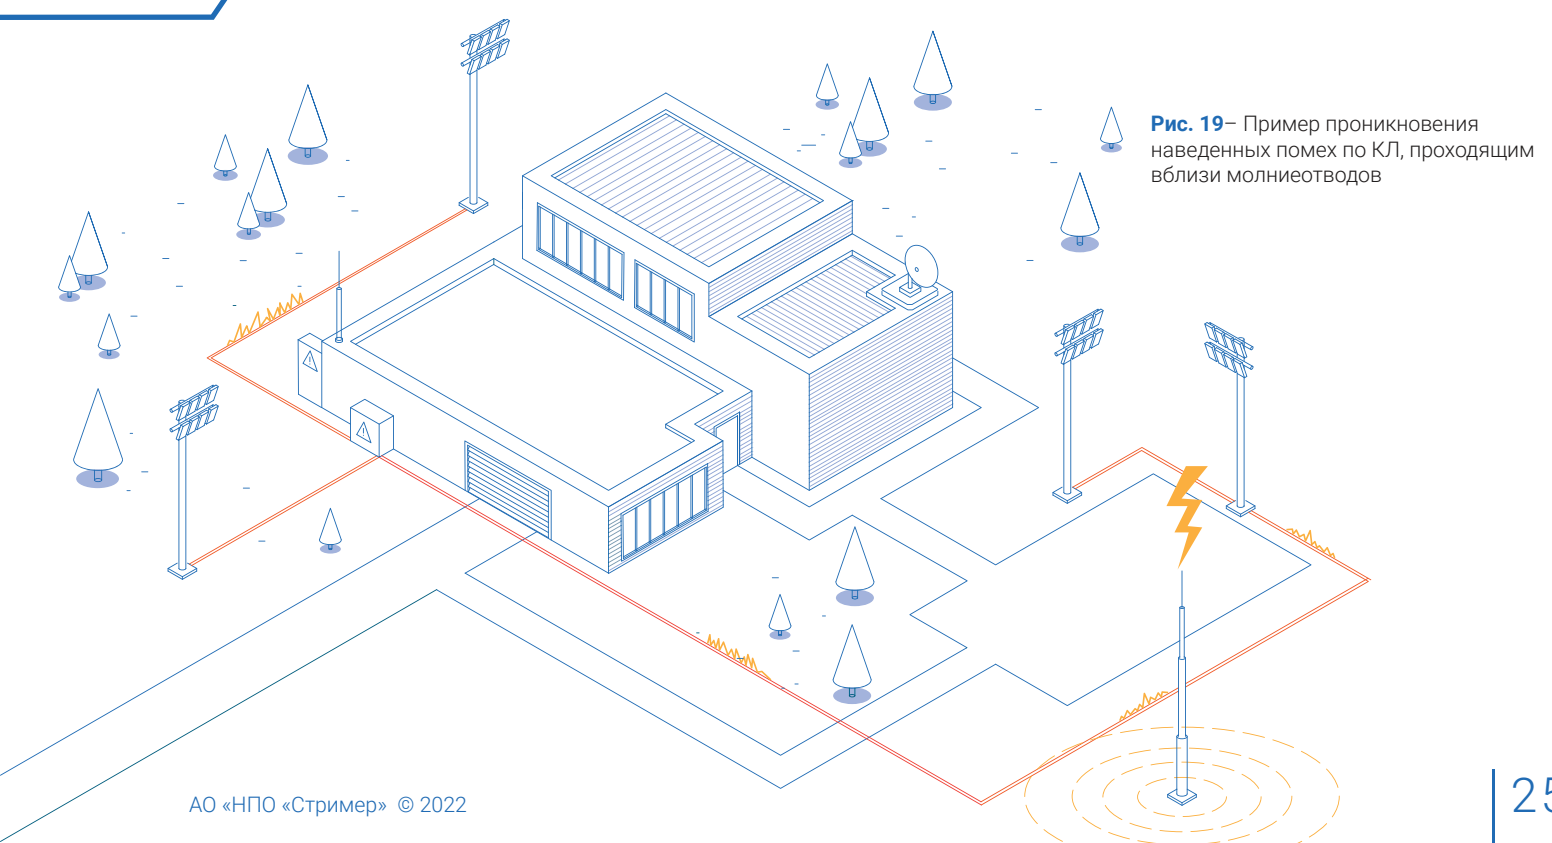 Рис. 19– Пример проникновения
наведенных помех по КЛ, проходящим
вблизи молниеотводов
АО «НПО «Стример» © 2022
25